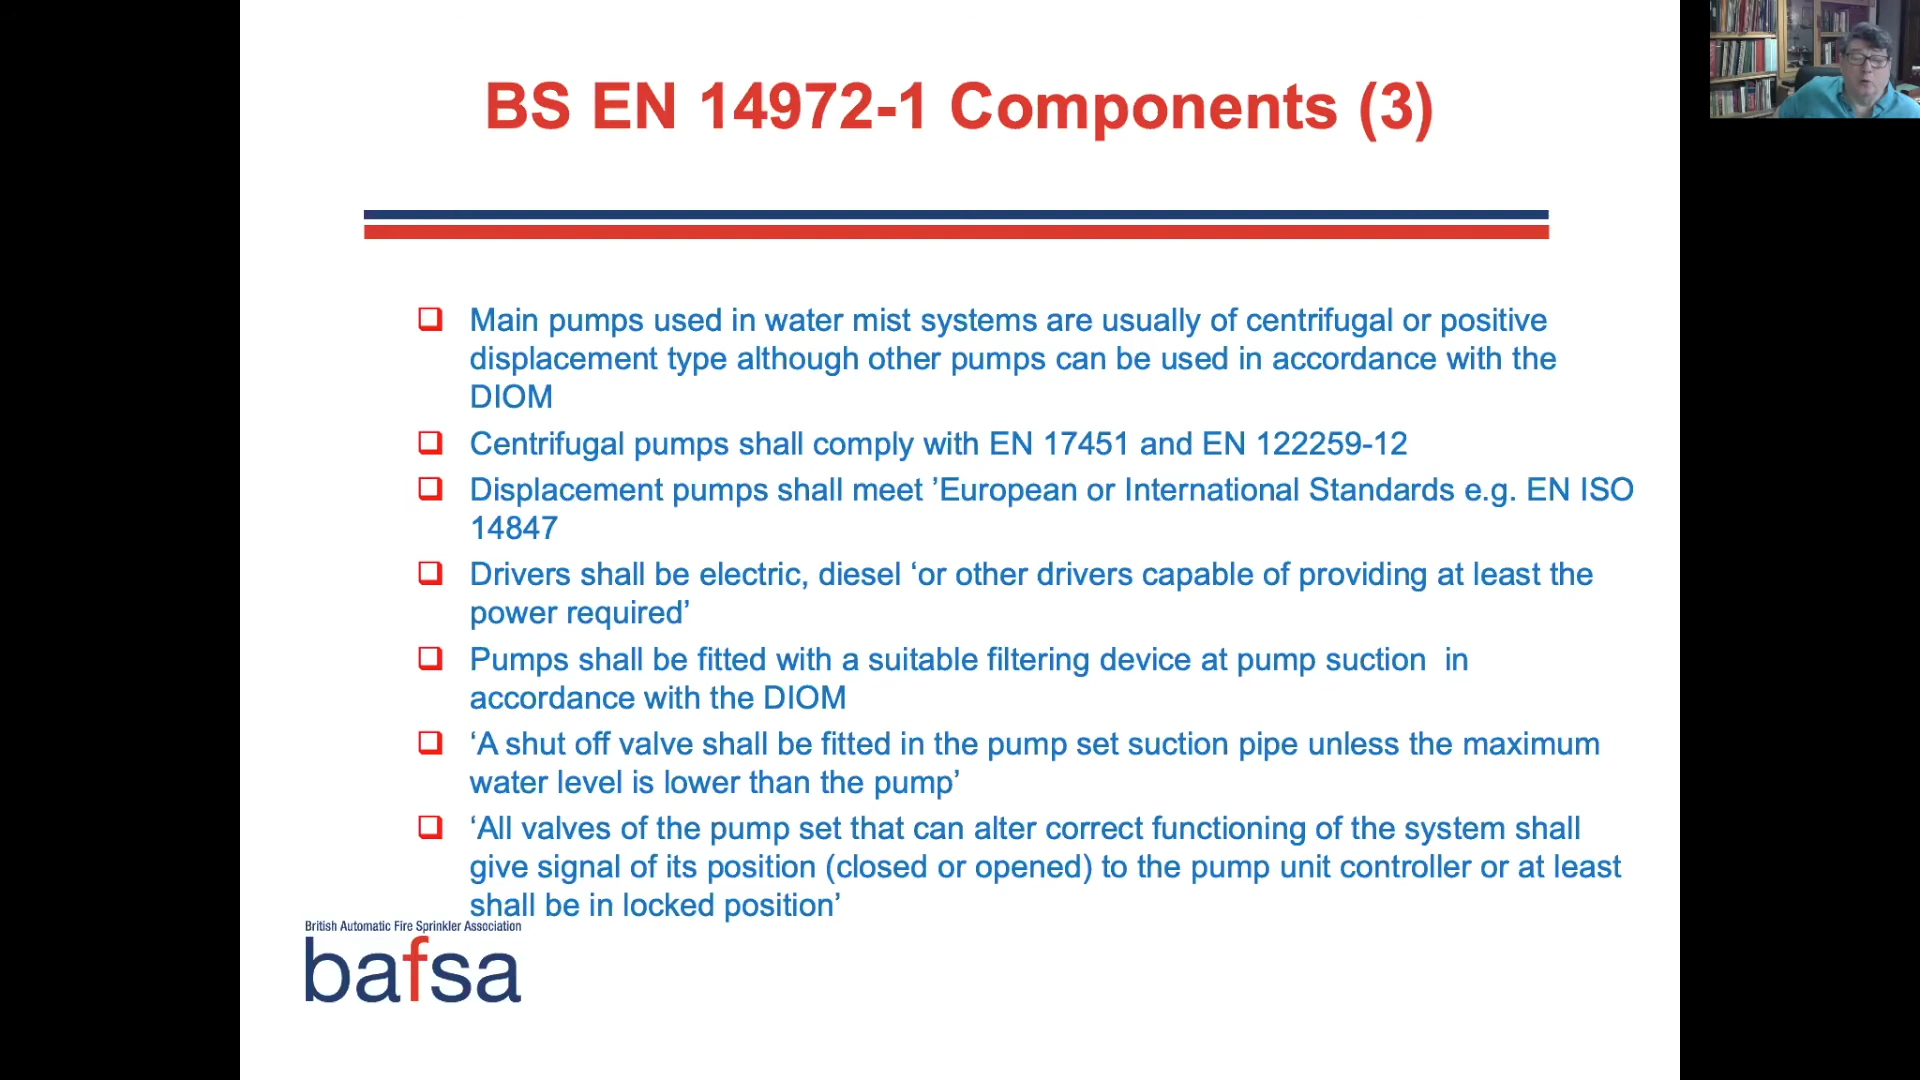 BS EN 14972-1 Components (3)
Main pumps used in water mist systems are usually of centrifugal or positive
displacement type although other pumps can be used in accordance with the
DIOM
Centrifugal pumps shall comply with EN 17451 and EN 122259-12
Displacement pumps shall meet ’European or International Standards e.g. EN ISO
14847
Drivers shall be electric, diesel ‘or other drivers capable of providing at least the
power required’
Pumps shall be fitted with a suitable filtering device at pump suction  in
accordance with the DIOM
‘A shut off valve shall be fitted in the pump set suction pipe unless the maximum
water level is lower than the pump’
‘All valves of the pump set that can alter correct functioning of the system shall
give signal of its position (closed or opened) to the pump unit controller or at least
shall be in locked position’
British Automatic Fire Sprinkler Association
bafsa